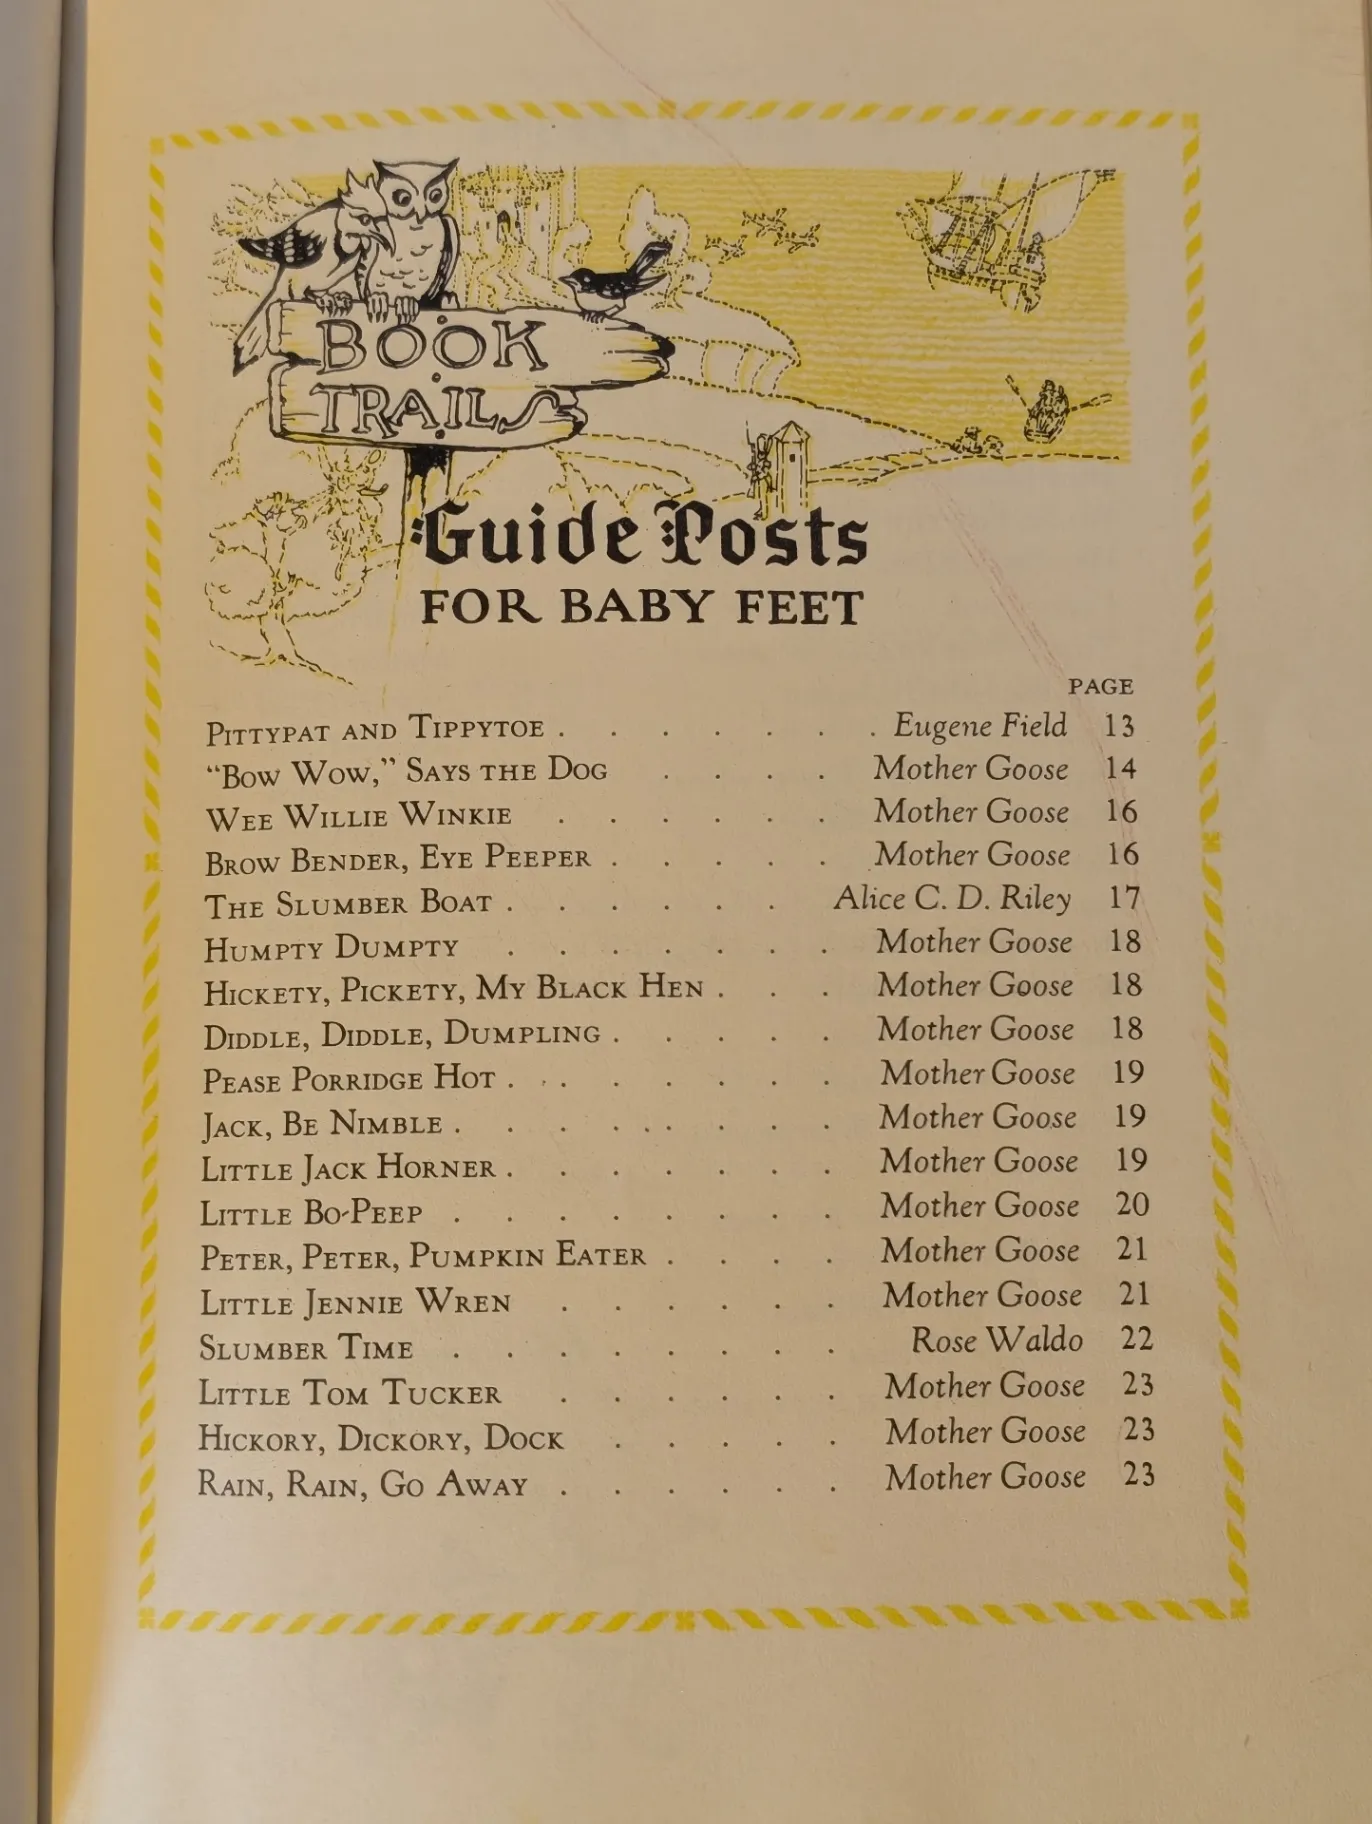 BOOK
TRAILS
Guide Posts
FOR BABY FEET
PAGE
PITTYPAT AND TIPPYTOE . . . . . . . Eugene Field 13
“BOW WOW,” SAYS THE DOG . . . . Mother Goose 14
WEE WILLIE WINKIE . . . . . . Mother Goose 16
BROW BENDER, EYE PEEPER . . . . . Mother Goose 16
THE SLUMBER BOAT . . . . . . Alice C. D. Riley 17
HUMPTY DUMPTY . . . . . . . Mother Goose 18
HICKETY, PICKETY, MY BLACK HEN . . . Mother Goose 18
DIDDLE, DIDDLE, DUMPLING . . . . . Mother Goose 18
PEASE PORRIDGE HOT . . . . . . . Mother Goose 19
JACK, BE NIMBLE . . . . . . . . Mother Goose 19
LITTLE JACK HORNER . . . . . . . Mother Goose 19
LITTLE BO-PEEP . . . . . . . . Mother Goose 20
PETER, PETER, PUMPKIN EATER . . . . Mother Goose 21
LITTLE JENNIE WREN . . . . . . Mother Goose 21
SLUMBER TIME . . . . . . . . Rose Waldo 22
LITTLE TOM TUCKER . . . . . . Mother Goose 23
HICKORY, DICKORY, DOCK . . . . . Mother Goose 23
RAIN, RAIN, GO AWAY . . . . . . Mother Goose 23